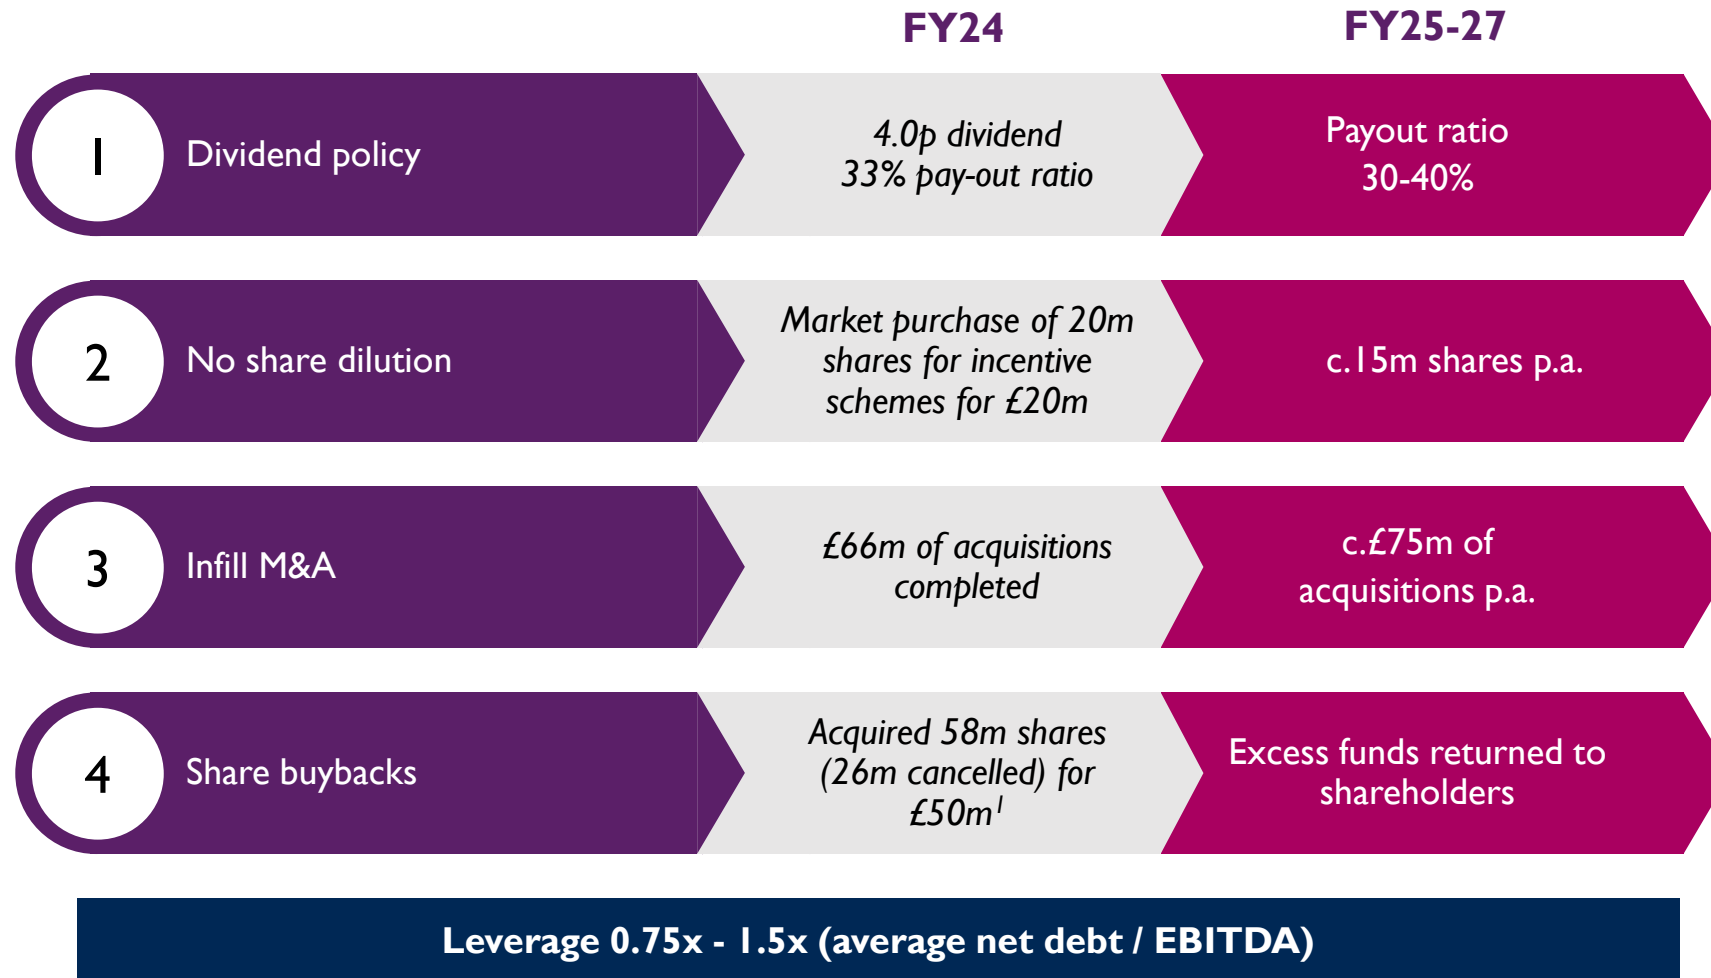 FY24
FY25-27
1
Dividend policy
4.0p dividend
33% pay-out ratio
Payout ratio
30-40%
2
No share dilution
Market purchase of 20m
shares for incentive
schemes for £20m
c.15m shares p.a.
3
Infill M&A
£66m of acquisitions
completed
c.£75m of
acquisitions p.a.
4
Share buybacks
Acquired 58m shares
(26m cancelled) for
£50m¹
Excess funds returned to
shareholders
Leverage 0.75x - 1.5x (average net debt / EBITDA)